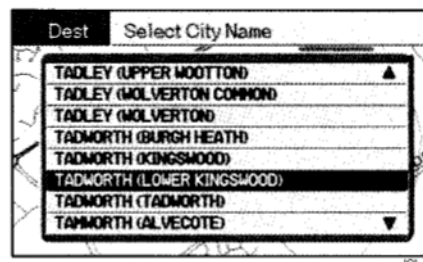 Dest Select City Name
TADLEY (UPPER WOOTTON)
TADLEY (WOLVERTON COMMON)
TADLEY (WOLVERTON)
TADWORTH (BURGH HEATH)
TADWORTH (KINGSWOOD)
TADWORTH (LOWER KINGSWOOD)
TADWORTH (TADWORTH)
TAMWORTH (ALVECOTE)